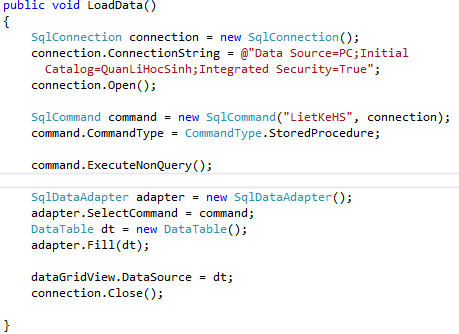 public void LoadData()
{
    SqlConnection connection = new SqlConnection();
    connection.ConnectionString = @"Data Source=PC;Initial
      Catalog=QuanLiHocSinh;Integrated Security=True";
    connection.Open();

    SqlCommand command = new SqlCommand("LietKeHS", connection);
    command.CommandType = CommandType.StoredProcedure;

    command.ExecuteNonQuery();

    SqlDataAdapter adapter = new SqlDataAdapter();
    adapter.SelectCommand = command;
    DataTable dt = new DataTable();
    adapter.Fill(dt);

    dataGridView.DataSource = dt;
    connection.Close();

}